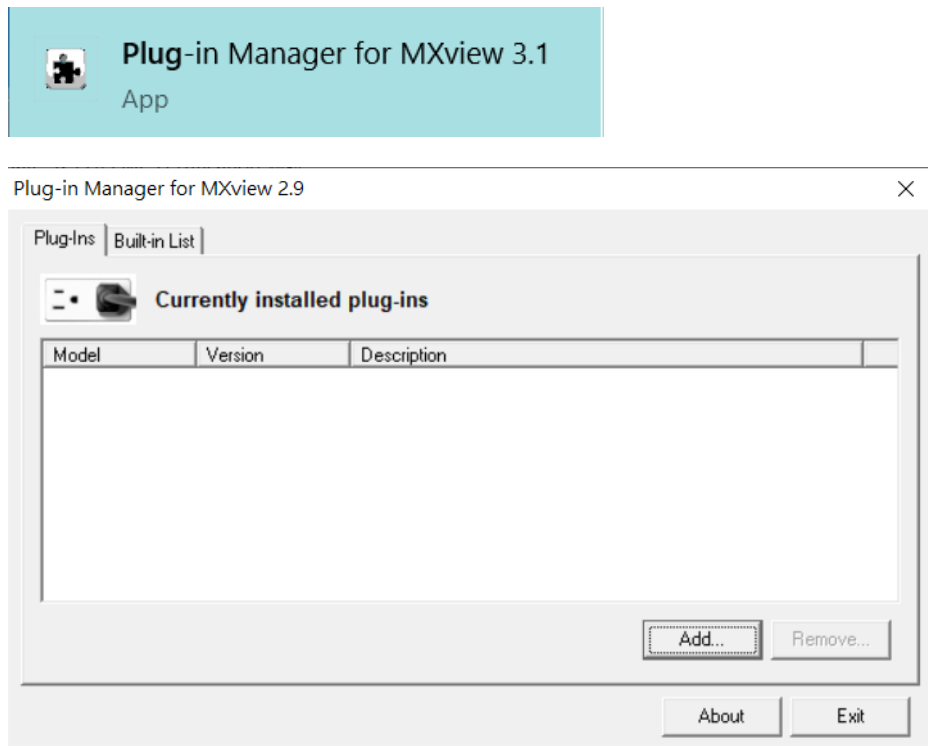 Plug-in Manager for MXview 3.1
App
Plug-in Manager for MXview 2.9
Plug-Ins Built-in List
Currently installed plug-ins
Model Version Description
Add... Remove...
About Exit